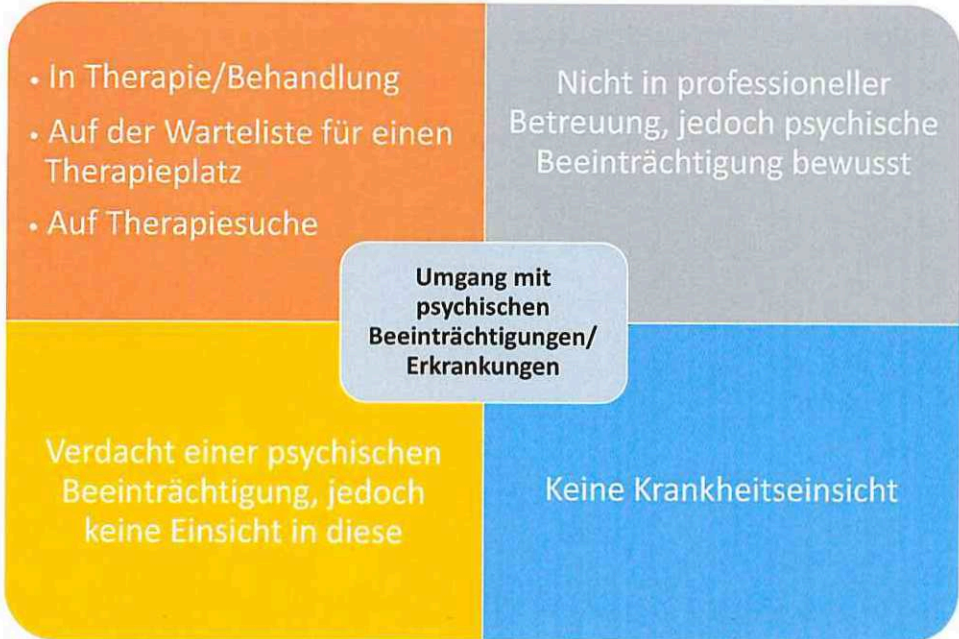 • In Therapie/Behandlung
• Auf der Warteliste für einen
Therapieplatz
• Auf Therapiesuche
Nicht in professioneller
Betreuung, jedoch psychische
Beeinträchtigung bewusst
Umgang mit
psychischen
Beeinträchtigungen/
Erkrankungen
Verdacht einer psychischen
Beeinträchtigung, jedoch
keine Einsicht in diese
Keine Krankheitseinsicht